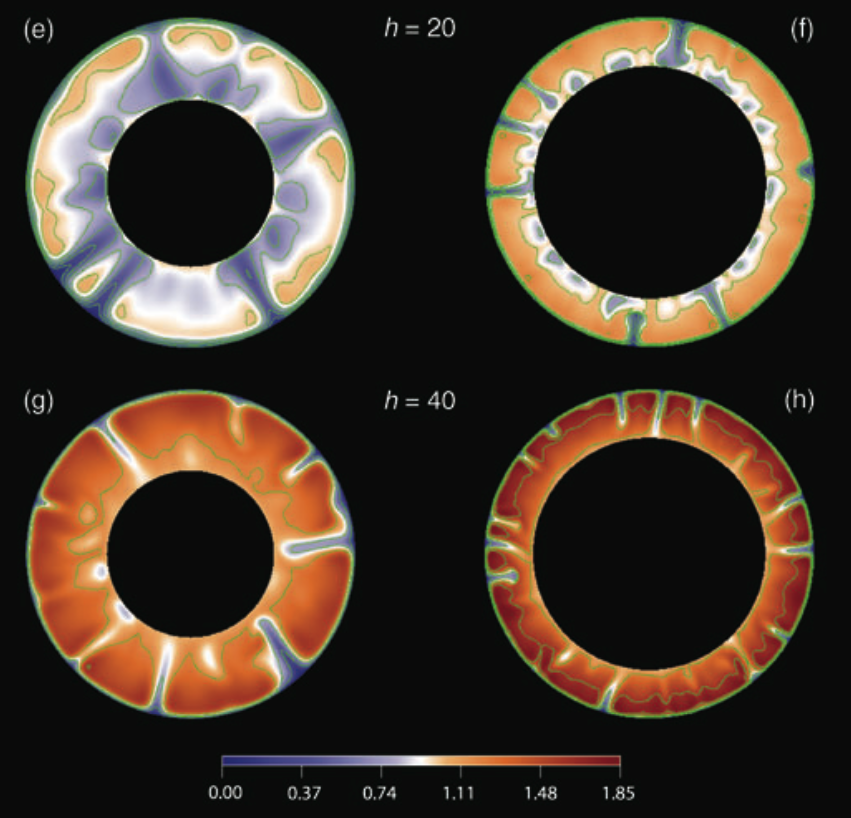 (e) h = 20 (f)
(g) h = 40 (h)
0.00 0.37 0.74 1.11 1.48 1.85